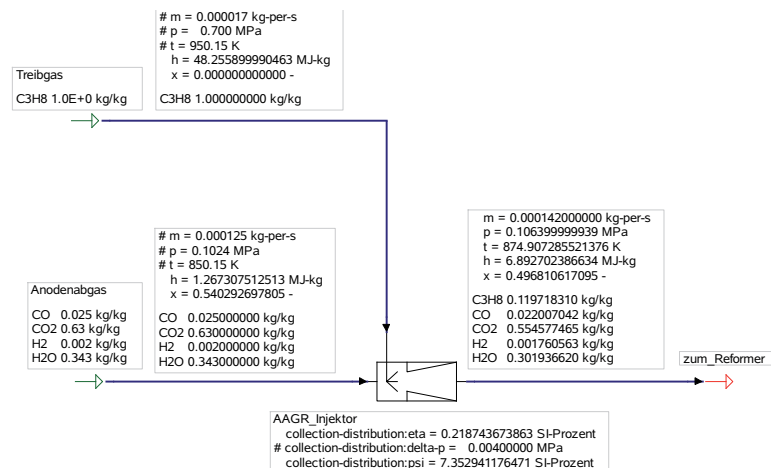 # m = 0.000017 kg-per-s
# p =   0.700 MPa
# t = 950.15 K
h = 48.255899990463 MJ-kg
x = 0.000000000000 -
C3H8 1.000000000 kg/kg
Treibgas
C3H8 1.0E+0 kg/kg
# m = 0.000125 kg-per-s
# p = 0.1024 MPa
# t = 850.15 K
h = 1.267307512513 MJ-kg
x = 0.540292697805 -
CO    0.025000000 kg/kg
CO2  0.630000000 kg/kg
H2    0.002000000 kg/kg
H2O  0.343000000 kg/kg
Anodenabgas
CO    0.025 kg/kg
CO2  0.63 kg/kg
H2    0.002 kg/kg
H2O  0.343 kg/kg
m = 0.000142000000 kg-per-s
p = 0.106399999939 MPa
t = 874.907285521376 K
h = 6.892702386634 MJ-kg
x = 0.496810617095 -
C3H8 0.119718310 kg/kg
CO    0.022007042 kg/kg
CO2  0.554577465 kg/kg
H2    0.001760563 kg/kg
H2O  0.301936620 kg/kg
zum_Reformer
AAGR_Injektor
collection-distribution:eta = 0.218743673863 SI-Prozent
# collection-distribution:delta-p =   0.00400000 MPa
collection-distribution:psi = 7.352941176471 SI-Prozent